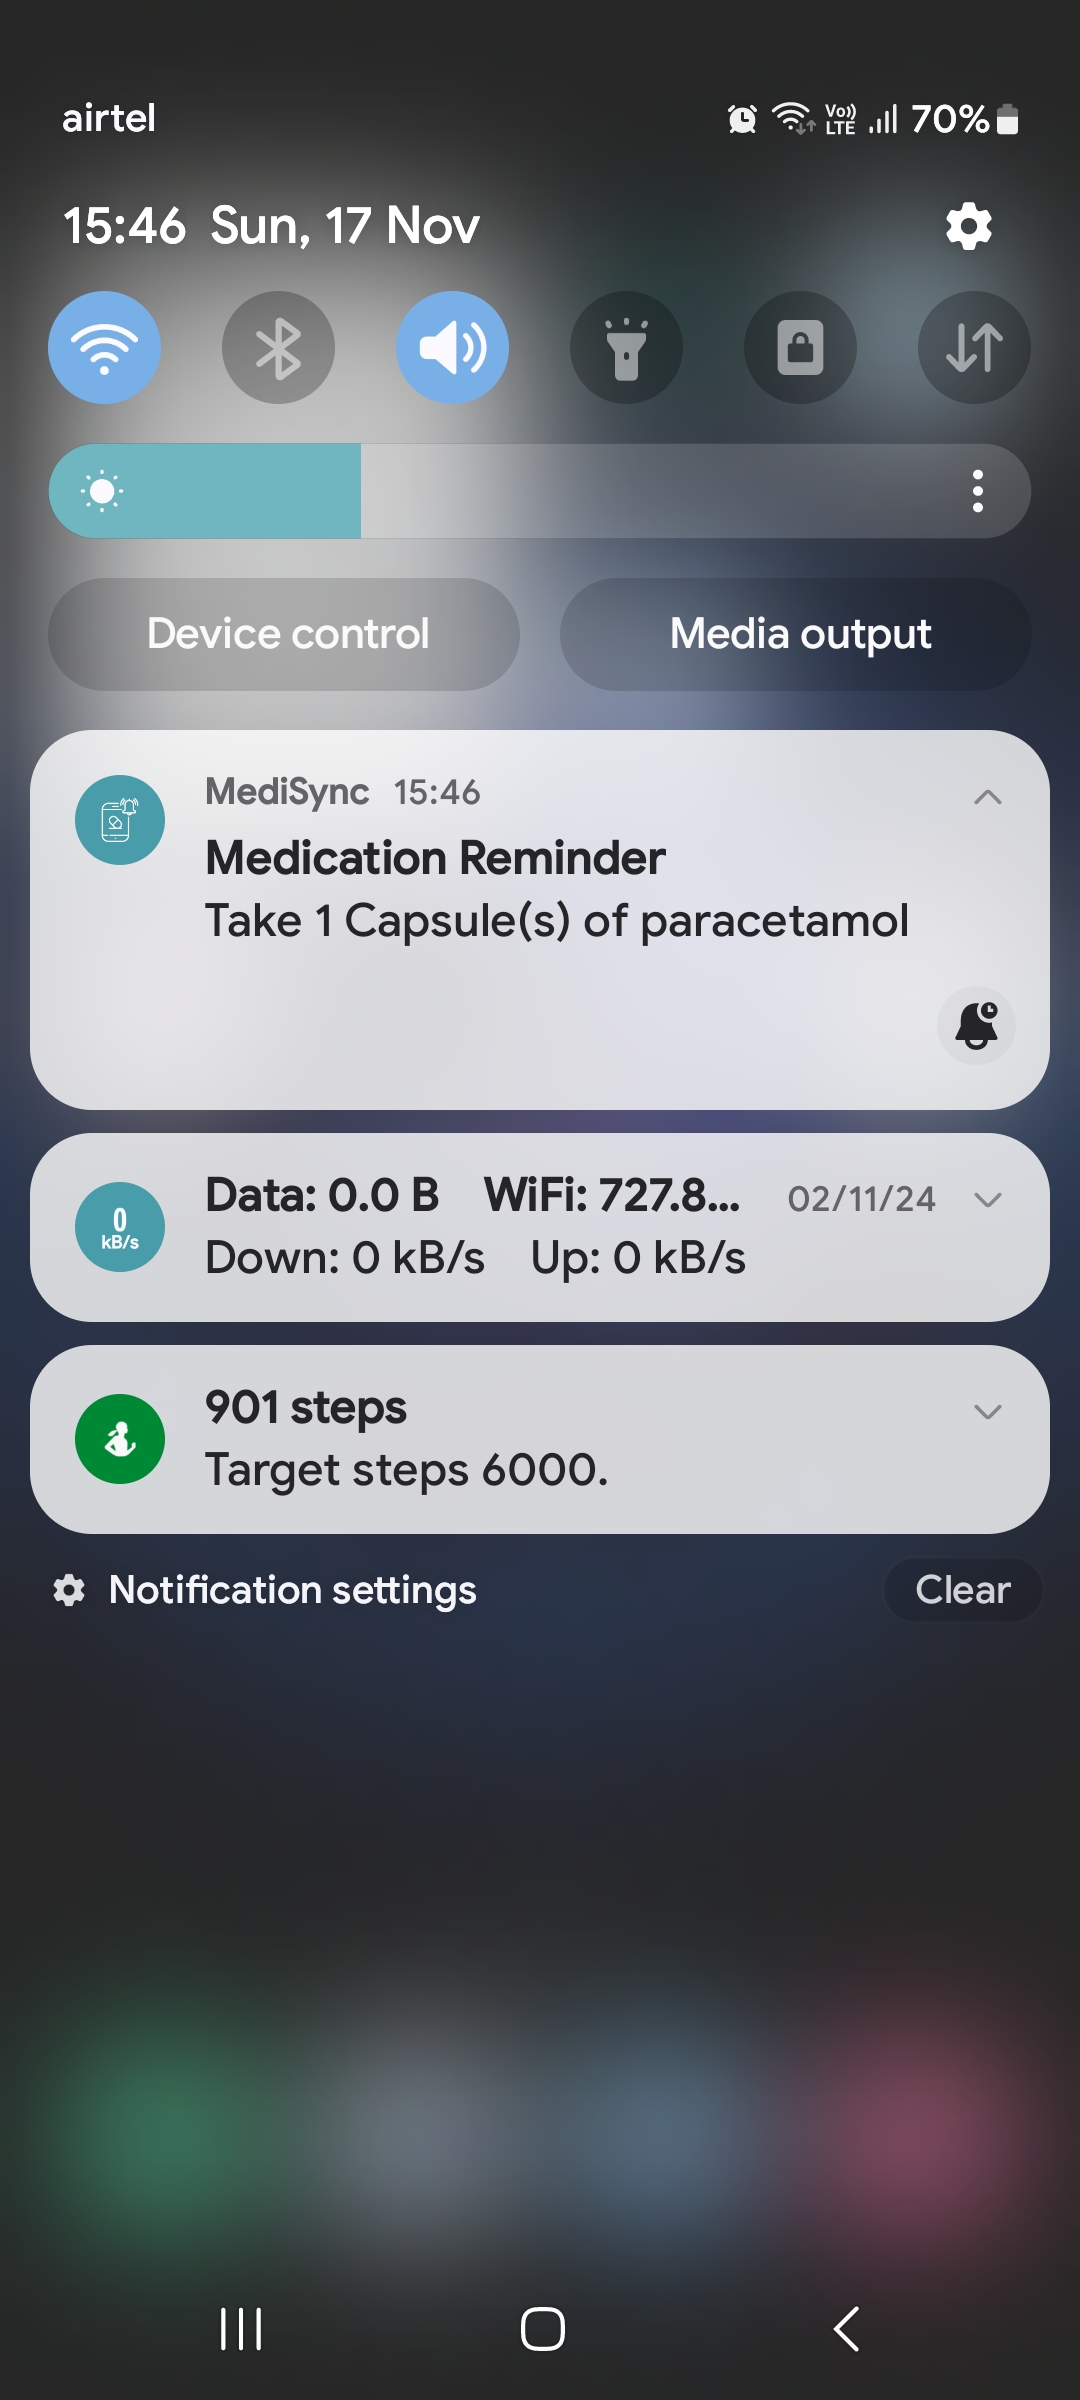 airtel
Vo)) LTE 70%
15:46 Sun, 17 Nov
Device control
Media output
MediSync 15:46
Medication Reminder
Take 1 Capsule(s) of paracetamol
0
kB/s
Data: 0.0 B WiFi: 727.8... 02/11/24
Down: 0 kB/s Up: 0 kB/s
901 steps
Target steps 6000.
Notification settings
Clear